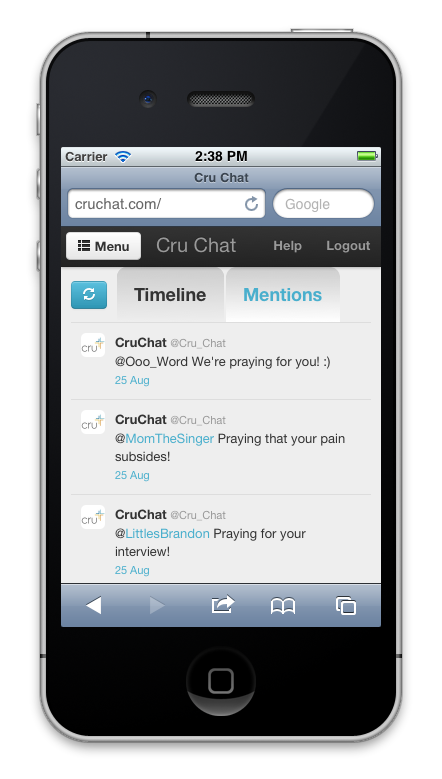 Carrier 2:38 PM
Cru Chat
cruchat.com/ Google
Menu Cru Chat Help Logout
Timeline Mentions
cru CruChat @Cru_Chat
@Ooo_Word We're praying for you! :)
25 Aug
cru CruChat @Cru_Chat
@MomTheSinger Praying that your pain
subsides!
25 Aug
cru CruChat @Cru_Chat
@LittlesBrandon Praying for your
interview!
25 Aug